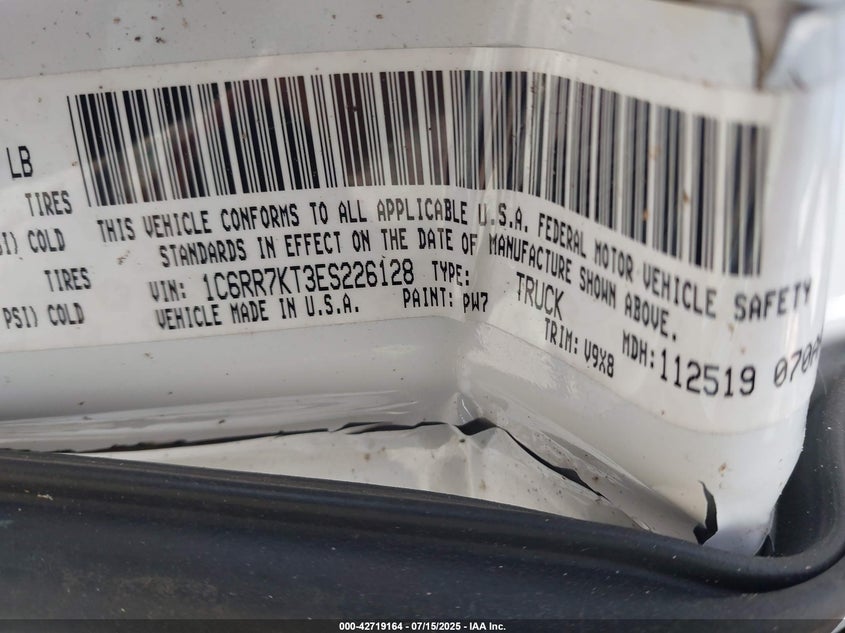 LB
TIRES
SI) COLD
TIRES
PSI) COLD
THIS VEHICLE CONFORMS TO ALL APPLICABLE U.S.A. FEDERAL MOTOR VEHICLE SAFETY
STANDARDS IN EFFECT ON THE DATE OF MANUFACTURE SHOWN ABOVE.
VIN: 1C6RR7KT3ES226128 TYPE: TRUCK
VEHICLE MADE IN U.S.A. PAINT: PW7 TRIM: V9X8 MDH: 112519 070A
000-42719164 / 07/15/2025 - IAA Inc.